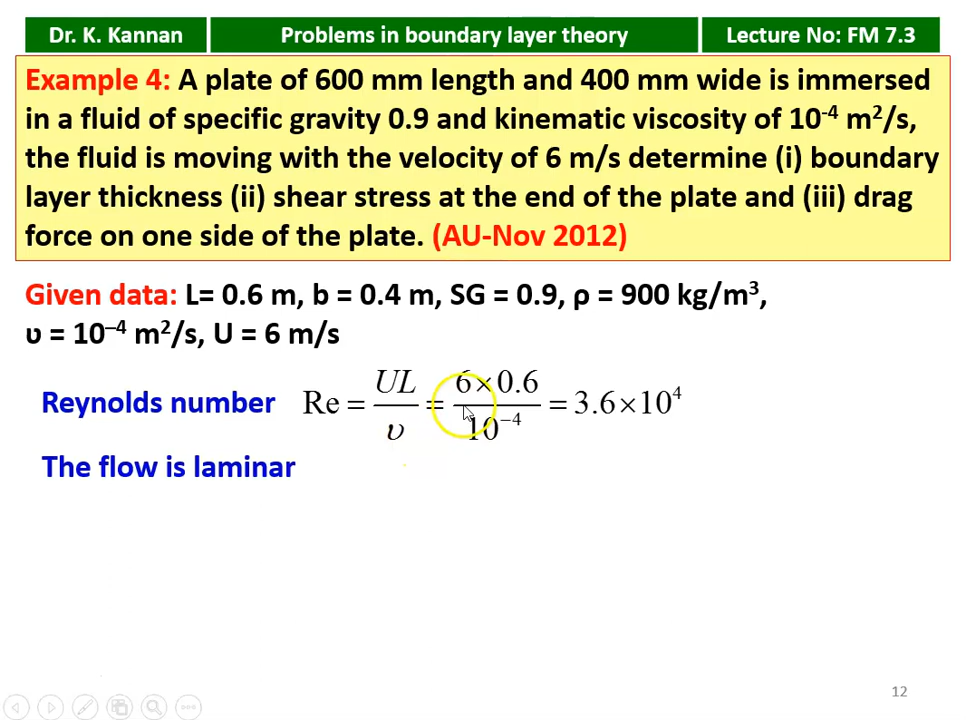 Dr. K. Kannan
Problems in boundary layer theory
Lecture No: FM 7.3
Example 4: A plate of 600 mm length and 400 mm wide is immersed
in a fluid of specific gravity 0.9 and kinematic viscosity of 10⁻⁴ m²/s,
the fluid is moving with the velocity of 6 m/s determine (i) boundary
layer thickness (ii) shear stress at the end of the plate and (iii) drag
force on one side of the plate. (AU-Nov 2012)
Given data: L= 0.6 m, b = 0.4 m, SG = 0.9, ρ = 900 kg/m³,
υ = 10⁻⁴ m²/s, U = 6 m/s
Reynolds number Re = UL/υ = 6×0.6/10⁻⁴ = 3.6×10⁴
The flow is laminar
12